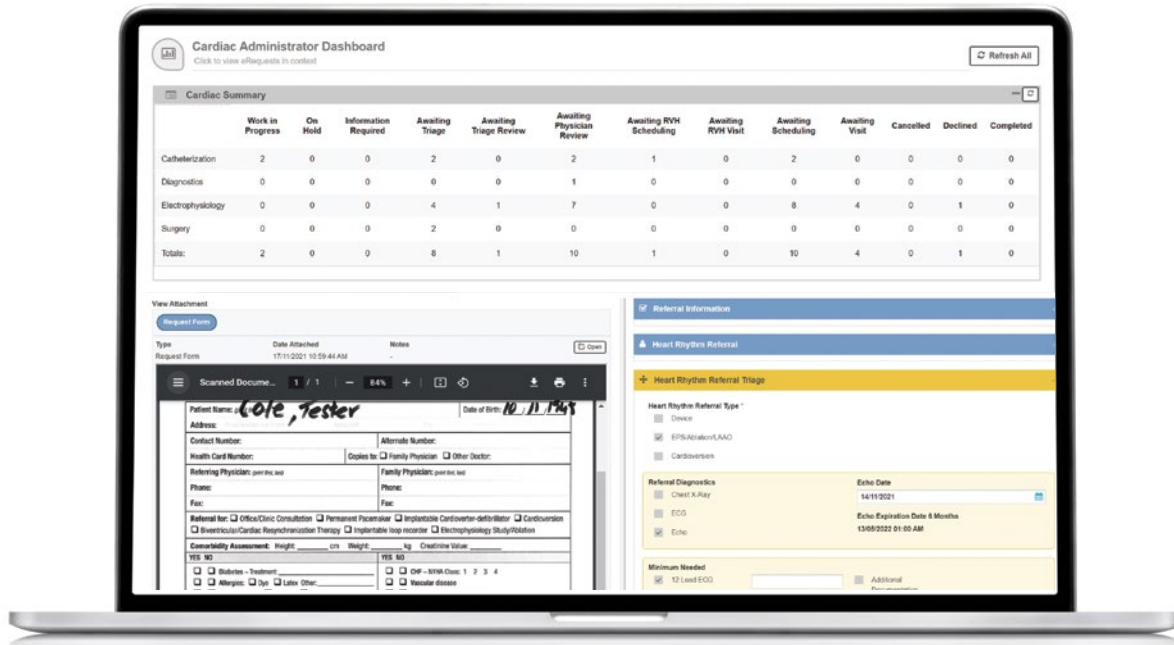 Cardiac Administrator Dashboard
Click to view eRequests in context
Refresh All
Cardiac Summary
Work in Progress On Hold Information Required Awaiting Triage Awaiting Triage Review Awaiting Physician Review Awaiting RVH Scheduling Awaiting RVH Visit Awaiting Scheduling Awaiting Visit Cancelled Declined Completed
Catheterization 2 0 0 2 0 2 1 0 2 0 0 0 0
Diagnostics 0 0 0 0 0 1 0 0 0 0 0 0 0
Electrophysiology 0 0 0 4 1 7 0 0 8 4 0 1 0
Surgery 0 0 0 2 0 0 0 0 0 0 0 0 0
Totals: 2 0 0 8 1 10 1 0 10 4 0 1 0
View Attachment
Request Form
Type Date Attached Notes
Request Form 17/11/2021 10:59:44 AM -
Open
Scanned Docume... 1 / 1 — 84% +
Patient Name: Cole, Tester Date of Birth: 10 / 11 / 1945
Address:
Contact Number: Alternate Number:
Health Card Number: Copies to: Family Physician Other Doctor:
Referring Physician: (print first, last) Family Physician: (print first, last)
Phone: Phone:
Fax: Fax:
Referral for: Office/Clinic Consultation Permanent Pacemaker Implantable Cardioverter-defibrillator Cardioversion
Biventricular/Cardiac Resynchronization Therapy Implantable loop recorder Electrophysiology Study/Ablation
Comorbidity Assessment: Height: ______ cm Weight: ______ kg Creatinine Value: ______
YES NO YES NO
Diabetes – Treatment: CHF – NYHA Class: 1 2 3 4
Allergies: Dye Latex Other: Vascular disease
Referral Information
Heart Rhythm Referral
Heart Rhythm Referral Triage
Heart Rhythm Referral Type *
Device
EPS/Ablation/LAAO
Cardioversion
Referral Diagnostics
Chest X-Ray
ECG
Echo
Echo Date
14/11/2021
Echo Expiration Date 6 Months
13/05/2022 01:00 AM
Minimum Needed
12 Lead ECG
Additional